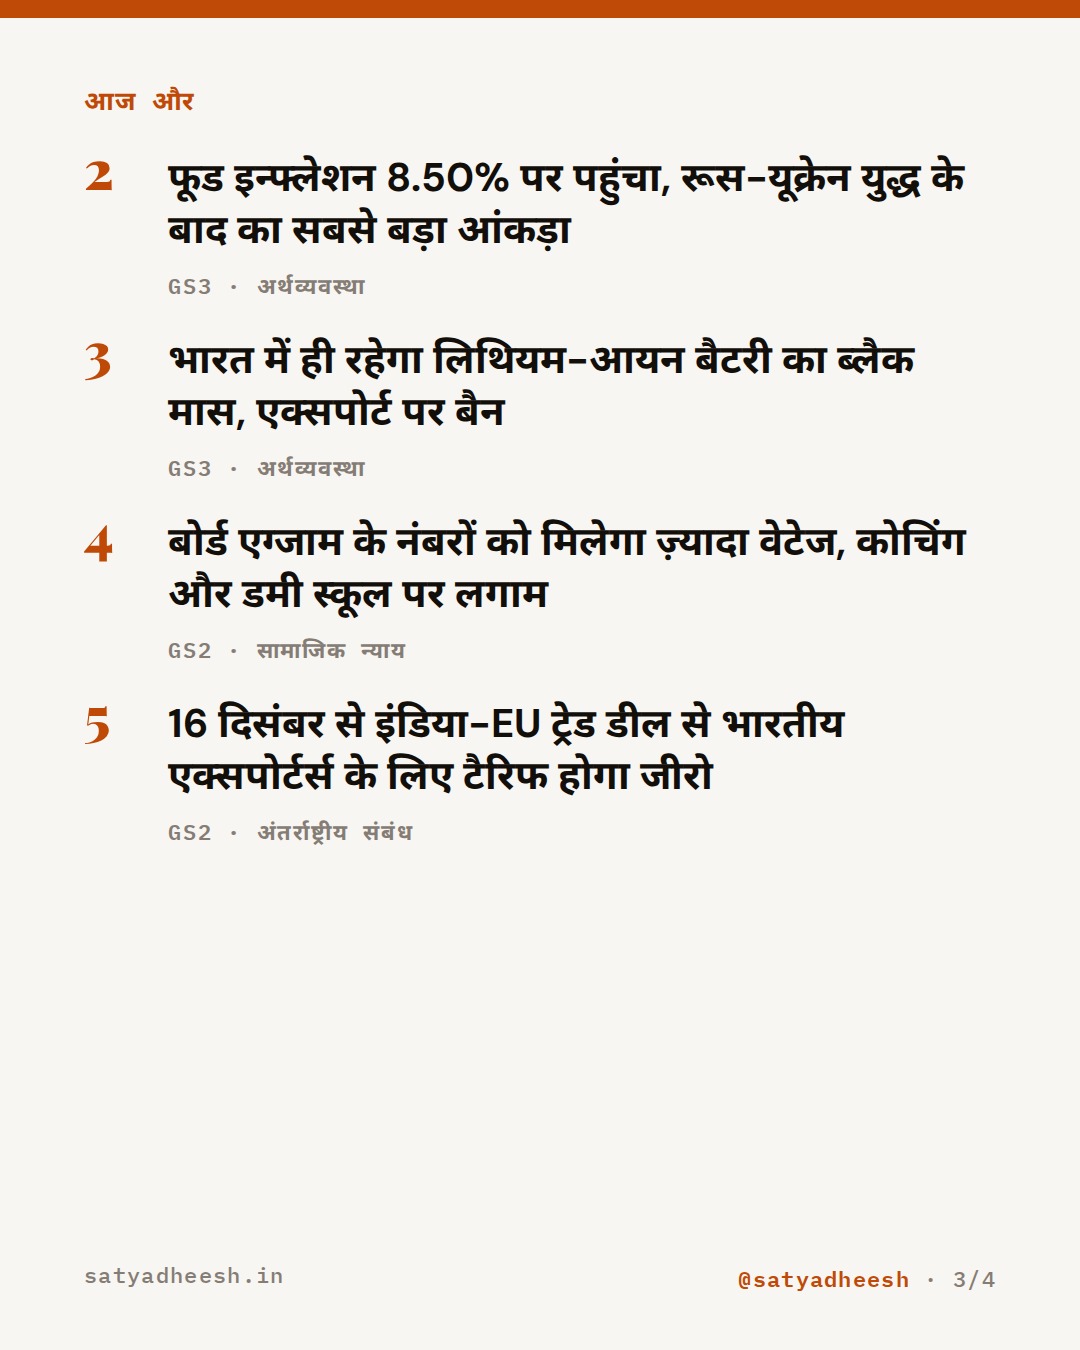 आज और
2 फूड इन्फ्लेशन 8.50% पर पहुंचा, रूस-यूक्रेन युद्ध के
बाद का सबसे बड़ा आंकड़ा
GS3 · अर्थव्यवस्था
3 भारत में ही रहेगा लिथियम-आयन बैटरी का ब्लैक
मास, एक्सपोर्ट पर बैन
GS3 · अर्थव्यवस्था
4 बोर्ड एग्जाम के नंबरों को मिलेगा ज़्यादा वेटेज, कोचिंग
और डमी स्कूल पर लगाम
GS2 · सामाजिक न्याय
5 16 दिसंबर से इंडिया-EU ट्रेड डील से भारतीय
एक्सपोर्टर्स के लिए टैरिफ होगा जीरो
GS2 · अंतर्राष्ट्रीय संबंध
satyadheesh.in
@satyadheesh · 3/4